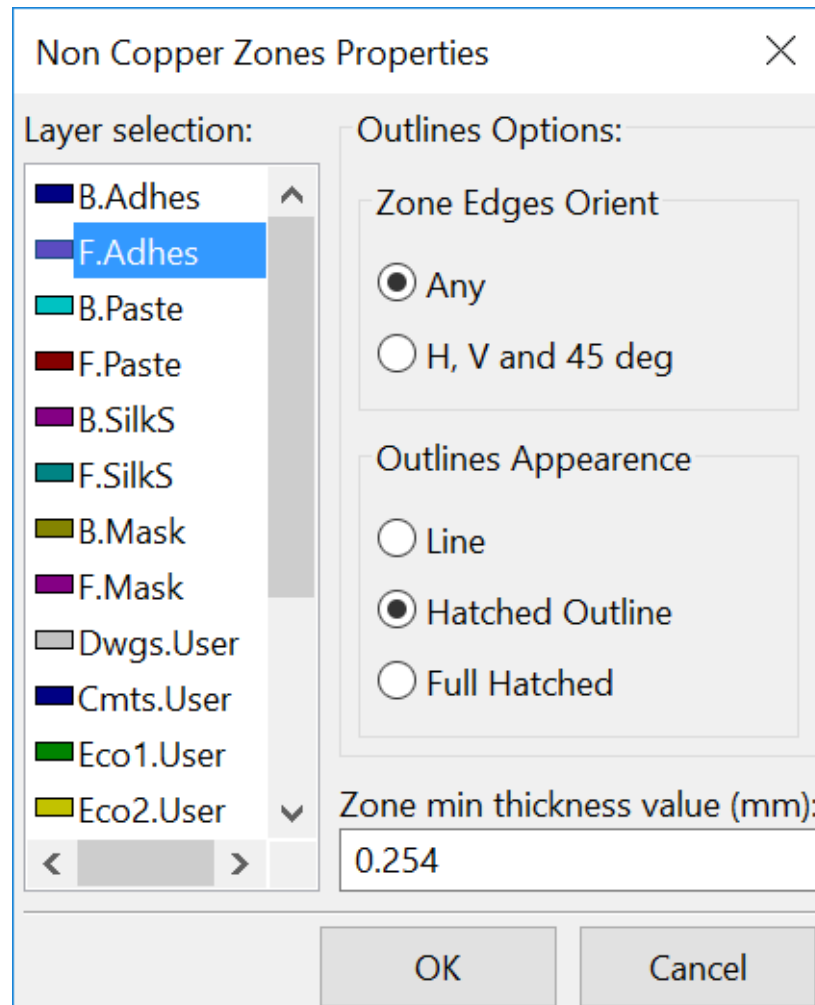 Non Copper Zones Properties
Layer selection:
B.Adhes
F.Adhes
B.Paste
F.Paste
B.SilkS
F.SilkS
B.Mask
F.Mask
Dwgs.User
Cmts.User
Eco1.User
Eco2.User
Outlines Options:
Zone Edges Orient
Any
H, V and 45 deg
Outlines Appearence
Line
Hatched Outline
Full Hatched
Zone min thickness value (mm):
0.254
OK
Cancel